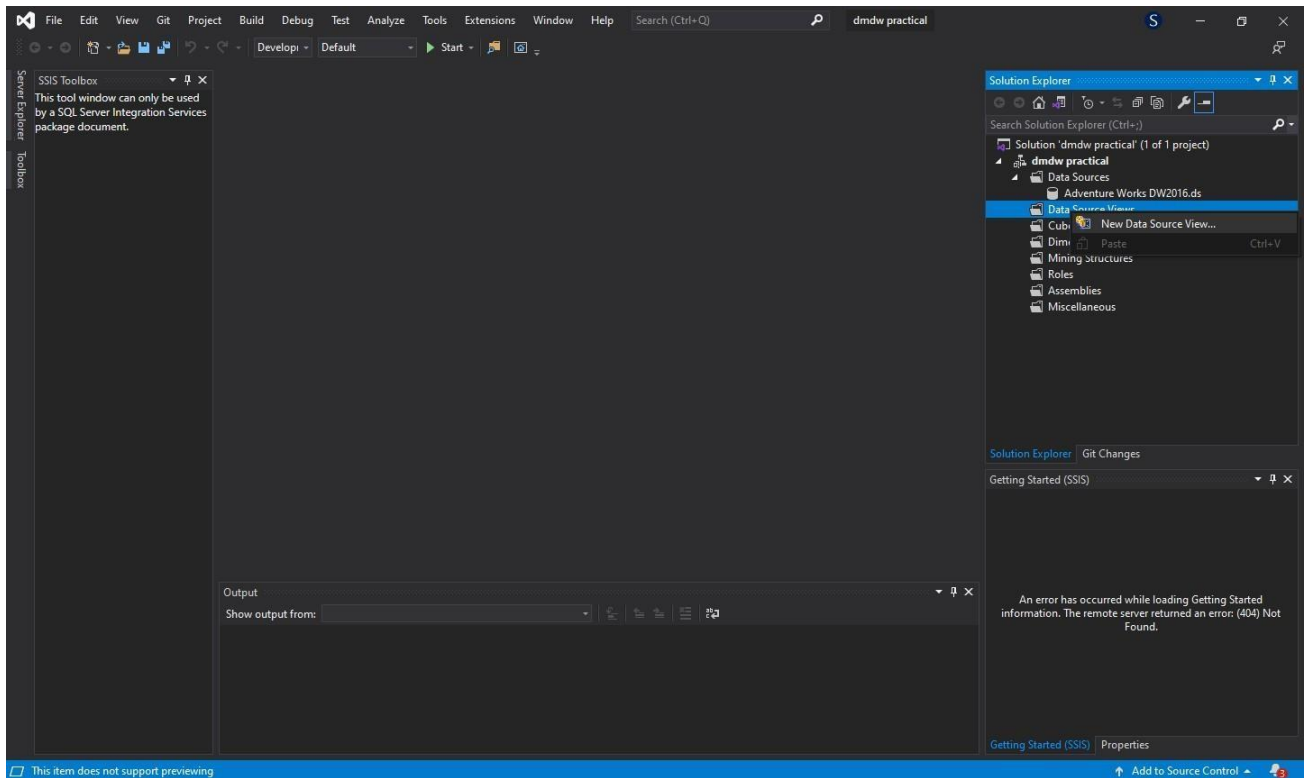 File Edit View Git Project Build Debug Test Analyze Tools Extensions Window Help Search (Ctrl+Q) dmdw practical S
Default Start
Server Explorer
Toolbox
SSIS Toolbox
This tool window can only be used
by a SQL Server Integration Services
package document.
Solution Explorer
Search Solution Explorer (Ctrl+;)
Solution 'dmdw practical' (1 of 1 project)
dmdw practical
Data Sources
Adventure Works DW2016.ds
Data Source Views
New Data Source View...
Paste Ctrl+V
Mining Structures
Roles
Assemblies
Miscellaneous
Solution Explorer Git Changes
Getting Started (SSIS)
An error has occurred while loading Getting Started
information. The remote server returned an error: (404) Not
Found.
Getting Started (SSIS) Properties
Output
Show output from:
This item does not support previewing
Add to Source Control 3